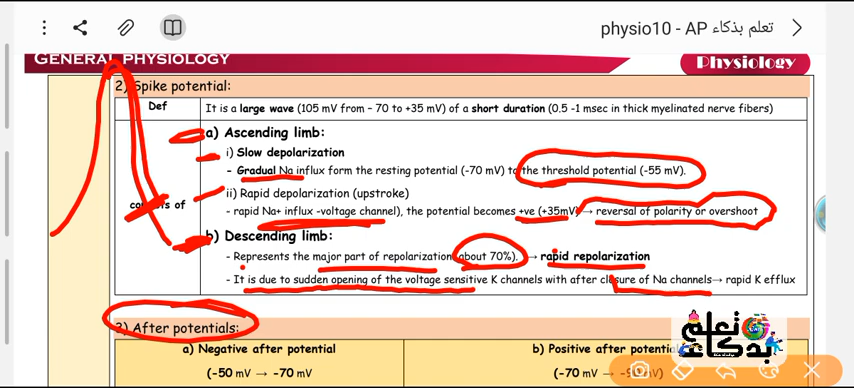 physio10 - AP تعلم بذكاء
GENERAL PHYSIOLOGY
Physiology
2) Spike potential:
Def
It is a large wave (105 mV from – 70 to +35 mV) of a short duration (0.5 -1 msec in thick myelinated nerve fibers)
consists of
a) Ascending limb:
i) Slow depolarization
- Gradual Na influx form the resting potential (-70 mV) to the threshold potential (-55 mV).
ii) Rapid depolarization (upstroke)
- rapid Na+ influx -voltage channel), the potential becomes +ve (+35mV) → reversal of polarity or overshoot
b) Descending limb:
- Represents the major part of repolarization (about 70%). → rapid repolarization
- It is due to sudden opening of the voltage sensitive K channels with after closure of Na channels→ rapid K efflux
3) After potentials:
a) Negative after potential
b) Positive after potential
(-50 mV → -70 mV
(-70 mV → -90 mV
تعلم
بذكاء